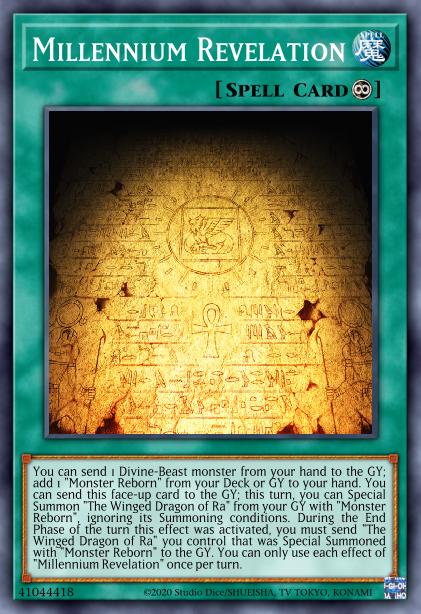 MILLENNIUM REVELATION
[SPELL CARD]
You can send 1 Divine-Beast monster from your hand to the GY;
add 1 "Monster Reborn" from your Deck or GY to your hand. You
can send this face-up card to the GY; this turn, you can Special
Summon "The Winged Dragon of Ra" from your GY with "Monster
Reborn", ignoring its Summoning conditions. During the End
Phase of the turn this effect was activated, you must send "The
Winged Dragon of Ra" you control that was Special Summoned
with "Monster Reborn" to the GY. You can only use each effect of
"Millennium Revelation" once per turn.
41044418 ©2020 Studio Dice/SHUEISHA, TV TOKYO, KONAMI